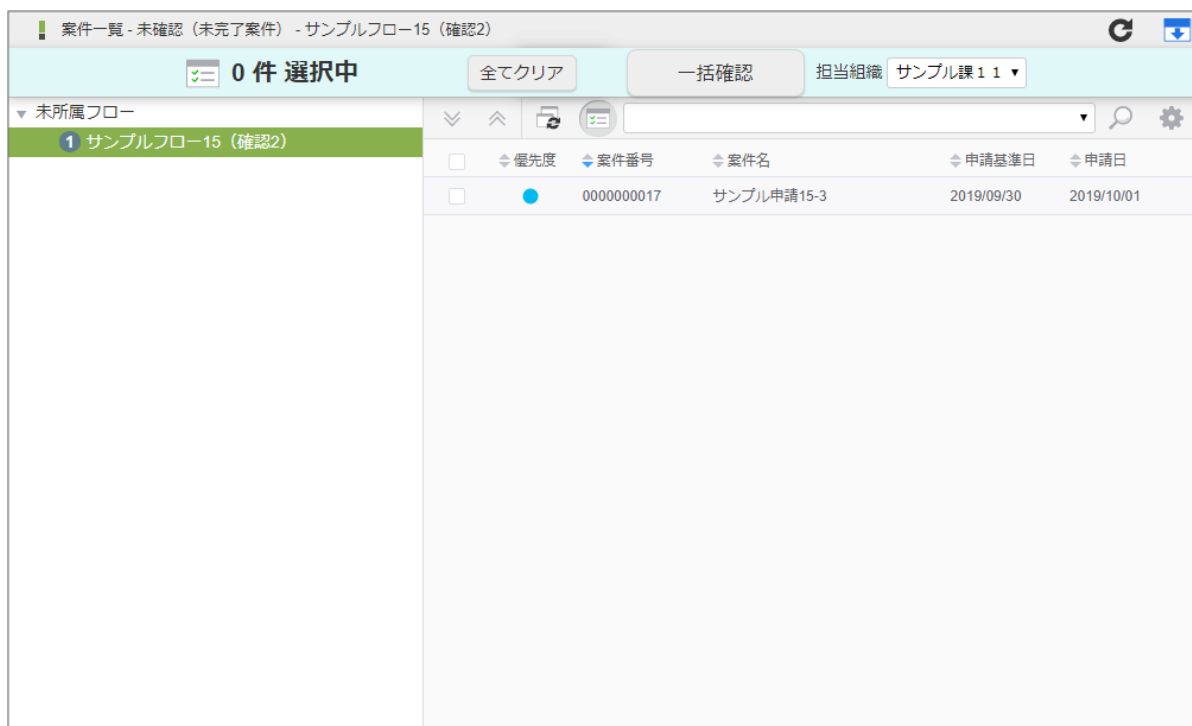 案件一覧 - 未確認（未完了案件） - サンプルフロー15（確認2）
0 件 選択中 全てクリア 一括確認 担当組織 サンプル課１１
未所属フロー
1 サンプルフロー15（確認2）
優先度 案件番号 案件名 申請基準日 申請日
0000000017 サンプル申請15-3 2019/09/30 2019/10/01